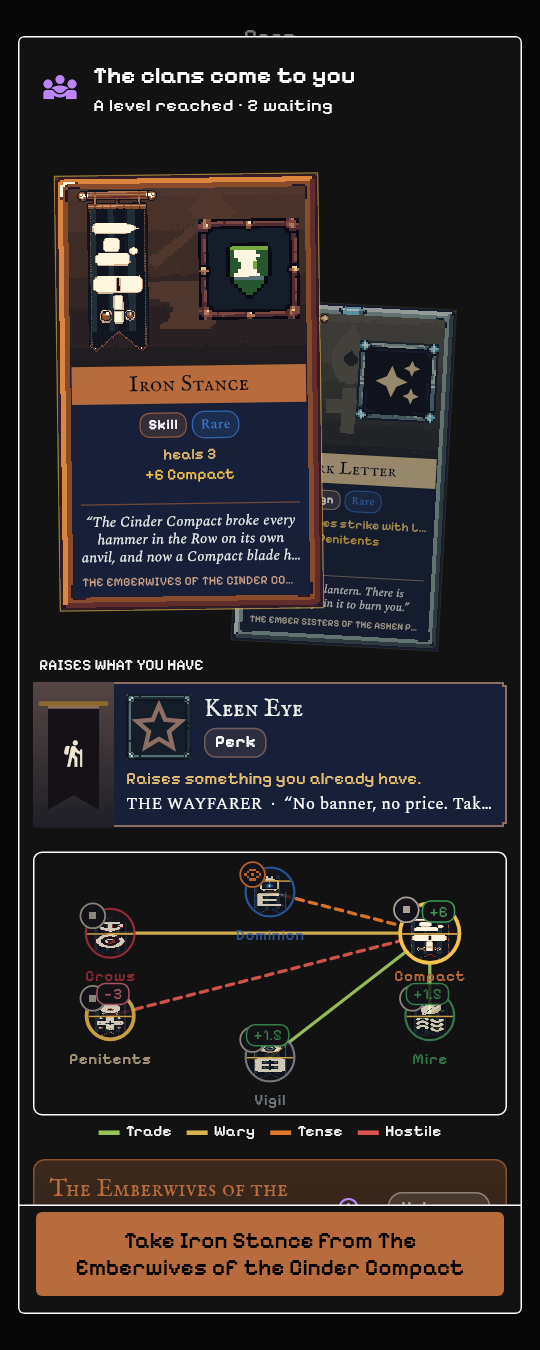 The clans come to you
A level reached · 2 waiting
Iron Stance
Skill
Rare
heals 3
+6 Compact
“The Cinder Compact broke every
hammer in the Row on its own
anvil, and now a Compact blade h…
THE EMBERWIVES OF THE CINDER CO…
Letter
Rare
strike with L…
Penitents
lantern. There is
in it to burn you.”
THE EMBER SISTERS OF THE ASHEN P…
RAISES WHAT YOU HAVE
Keen Eye
Perk
Raises something you already have.
THE WAYFARER · “No banner, no price. Tak…
Dominion
+6
Crows
Compact
-3
+1.8
+1.8
Penitents
Mire
Vigil
Trade
Wary
Tense
Hostile
The Emberwives of the
Take Iron Stance from The
Emberwives of the Cinder Compact